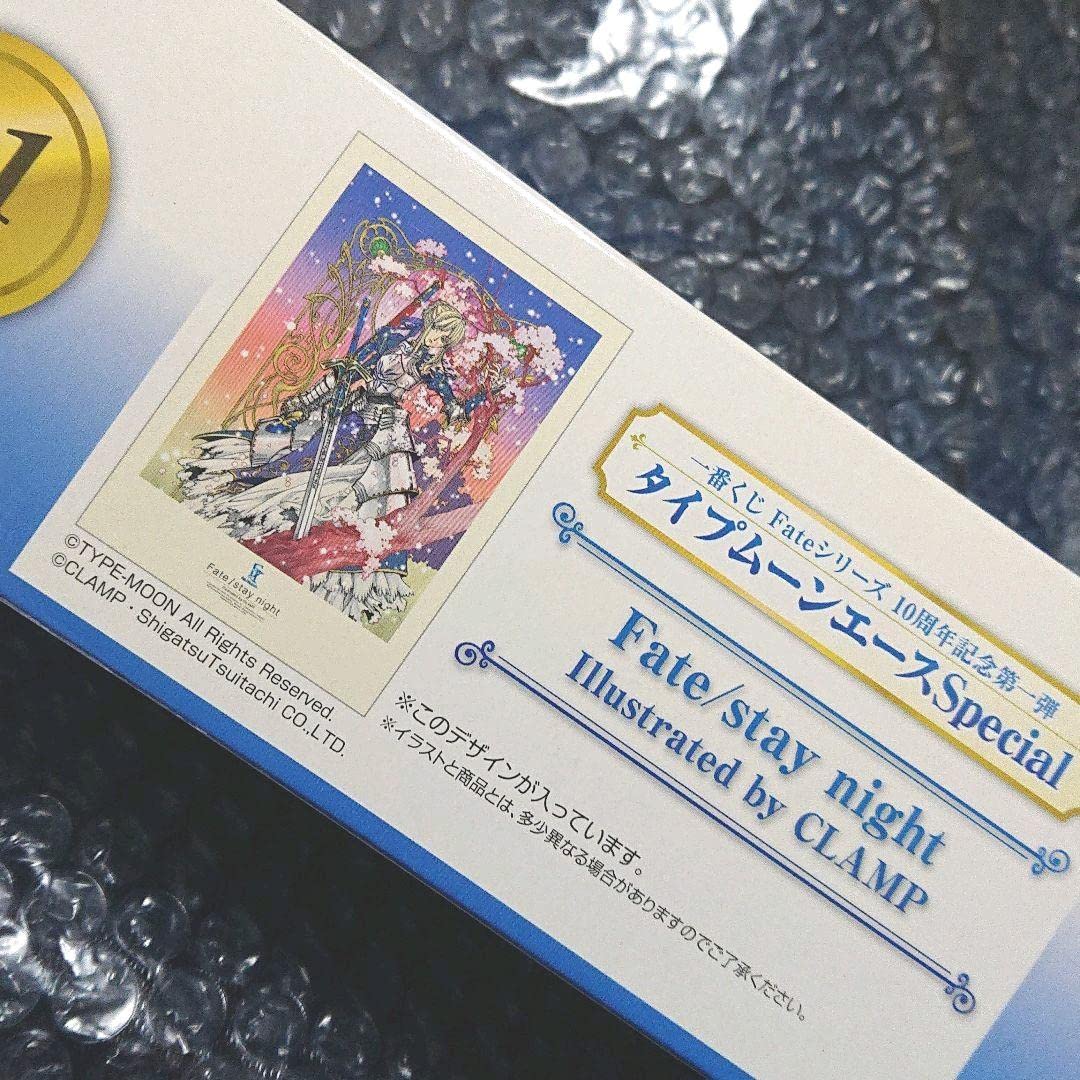 1
Fate/stay night
©TYPE-MOON All Rights Reserved.
©CLAMP・ShigatsuTsuitachi CO.,LTD.
一番くじ Fateシリーズ 10周年記念第一弾
タイプムーンエースSpecial
Fate/stay night
Illustrated by CLAMP
※このデザインが入っています。
※イラストと商品とは、多少異なる場合がありますのでご了承ください。